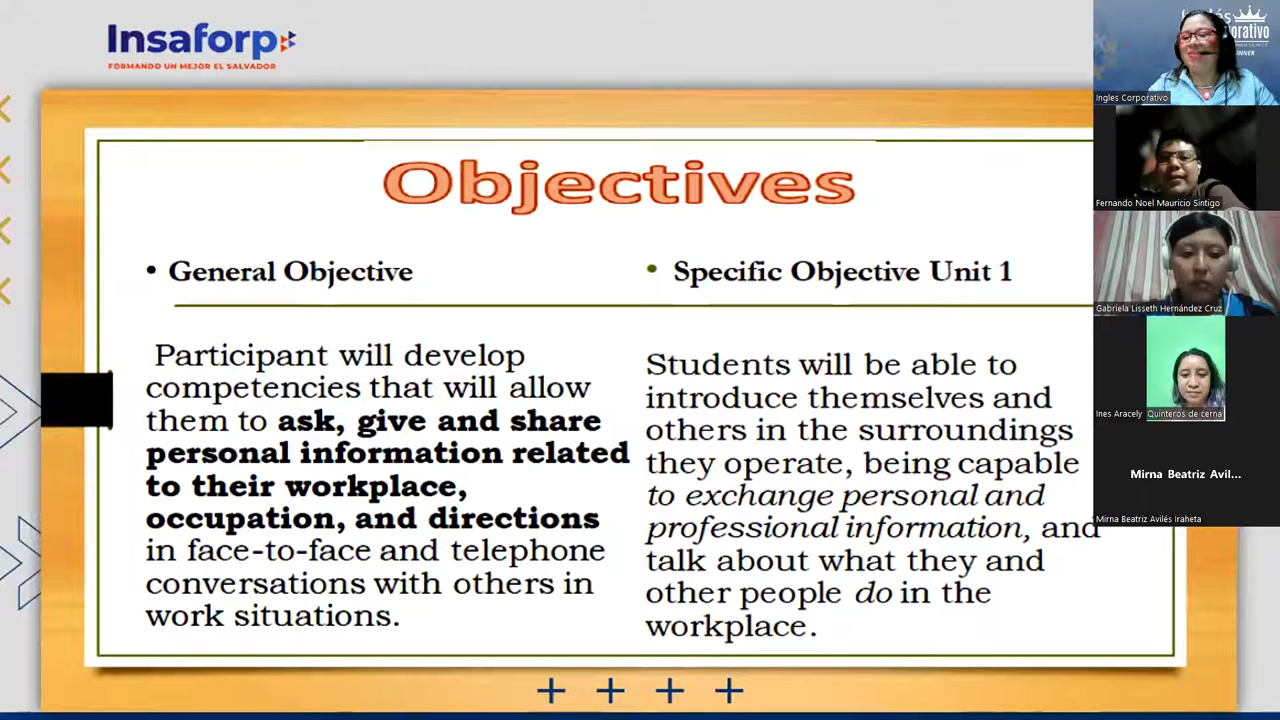 Insaforp
FORMANDO UN MEJOR EL SALVADOR
Objectives
• General Objective
Participant will develop
competencies that will allow
them to ask, give and share
personal information related
to their workplace,
occupation, and directions
in face-to-face and telephone
conversations with others in
work situations.
• Specific Objective Unit 1
Students will be able to
introduce themselves and
others in the surroundings
they operate, being capable
to exchange personal and
professional information, and
talk about what they and
other people do in the
workplace.
Ingles Corporativo
Fernando Noel Mauricio Sintigo
Gabriela Lisseth Hernández Cruz
Ines Aracely Quinteros de cerna
Mirna Beatriz Avil...
Mirna Beatriz Avilés Iraheta